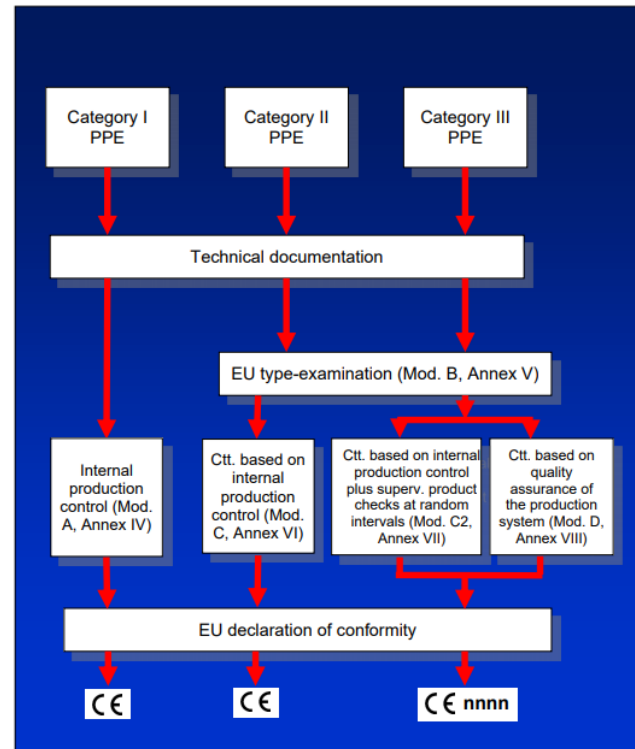 Category I
PPE
Category II
PPE
Category III
PPE
Technical documentation
EU type-examination (Mod. B, Annex V)
Internal
production
control (Mod.
A, Annex IV)
Ctt. based on
internal
production
control (Mod.
C, Annex VI)
Ctt. based on internal
production control
plus superv. product
checks at random
intervals (Mod. C2,
Annex VII)
Ctt. based on
quality
assurance of
the production
system (Mod. D,
Annex VIII)
EU declaration of conformity
CE
CE
CE nnnn